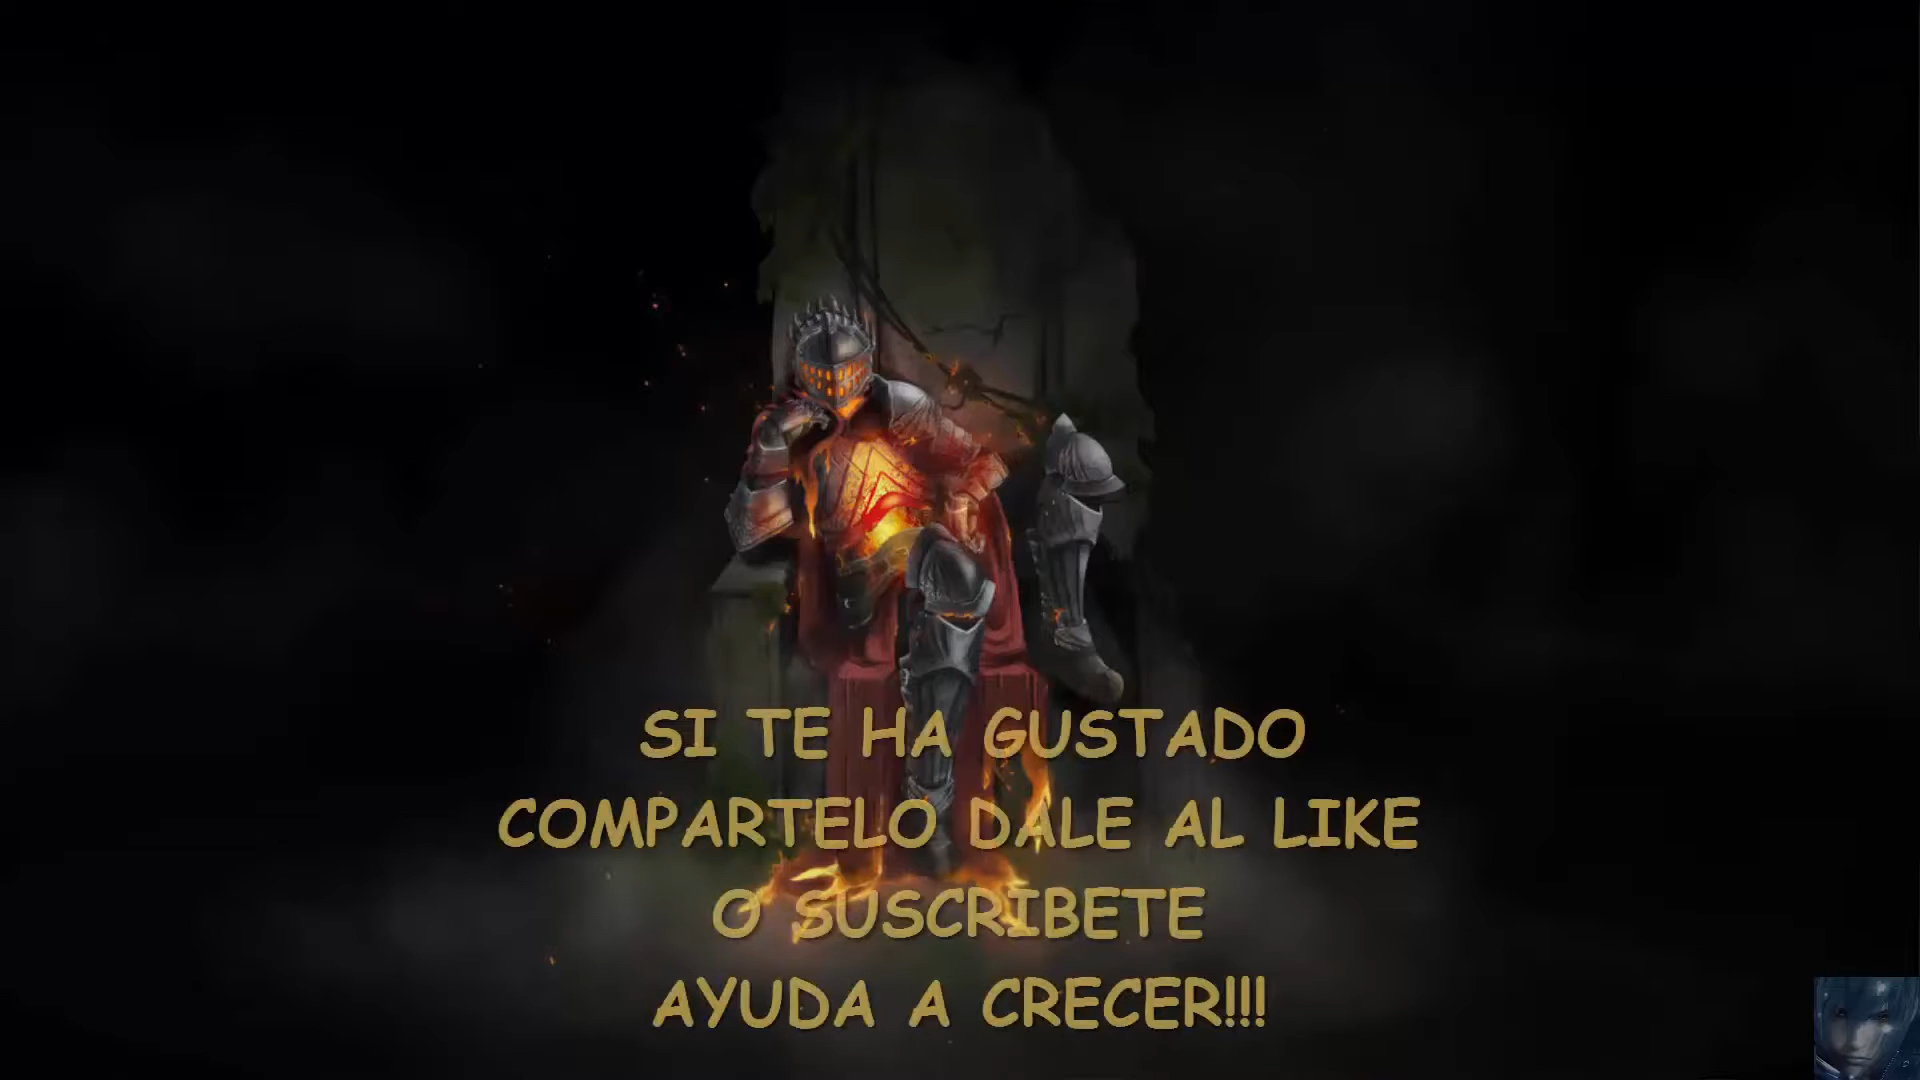 SI TE HA GUSTADO
COMPARTELO DALE AL LIKE
O SUSCRIBETE
AYUDA A CRECER!!!